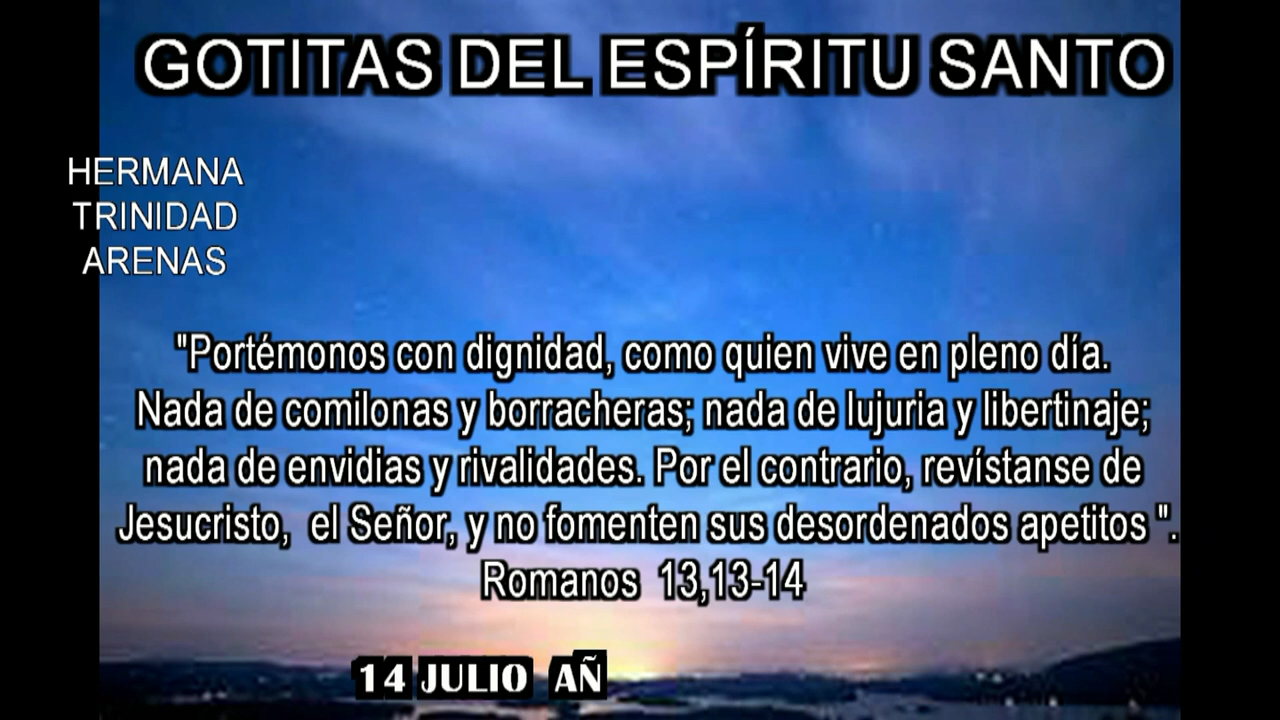 GOTITAS DEL ESPÍRITU SANTO
HERMANA
TRINIDAD
ARENAS
"Portémonos con dignidad, como quien vive en pleno día.
Nada de comilonas y borracheras; nada de lujuria y libertinaje;
nada de envidias y rivalidades. Por el contrario, revístanse de
Jesucristo,  el Señor, y no fomenten sus desordenados apetitos ".
Romanos  13,13-14
14 JULIO  AÑ